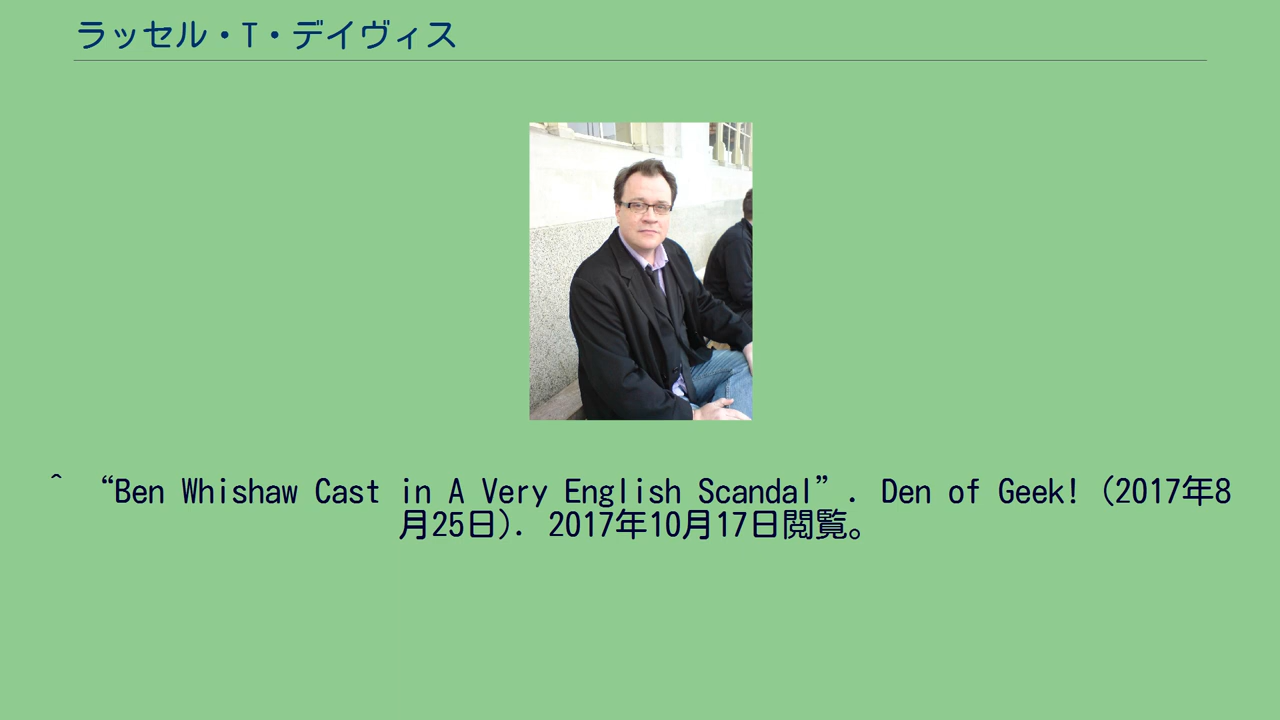 ラッセル・T・デイヴィス
^ “Ben Whishaw Cast in A Very English Scandal”. Den of Geek! (2017年8
月25日). 2017年10月17日閲覧。